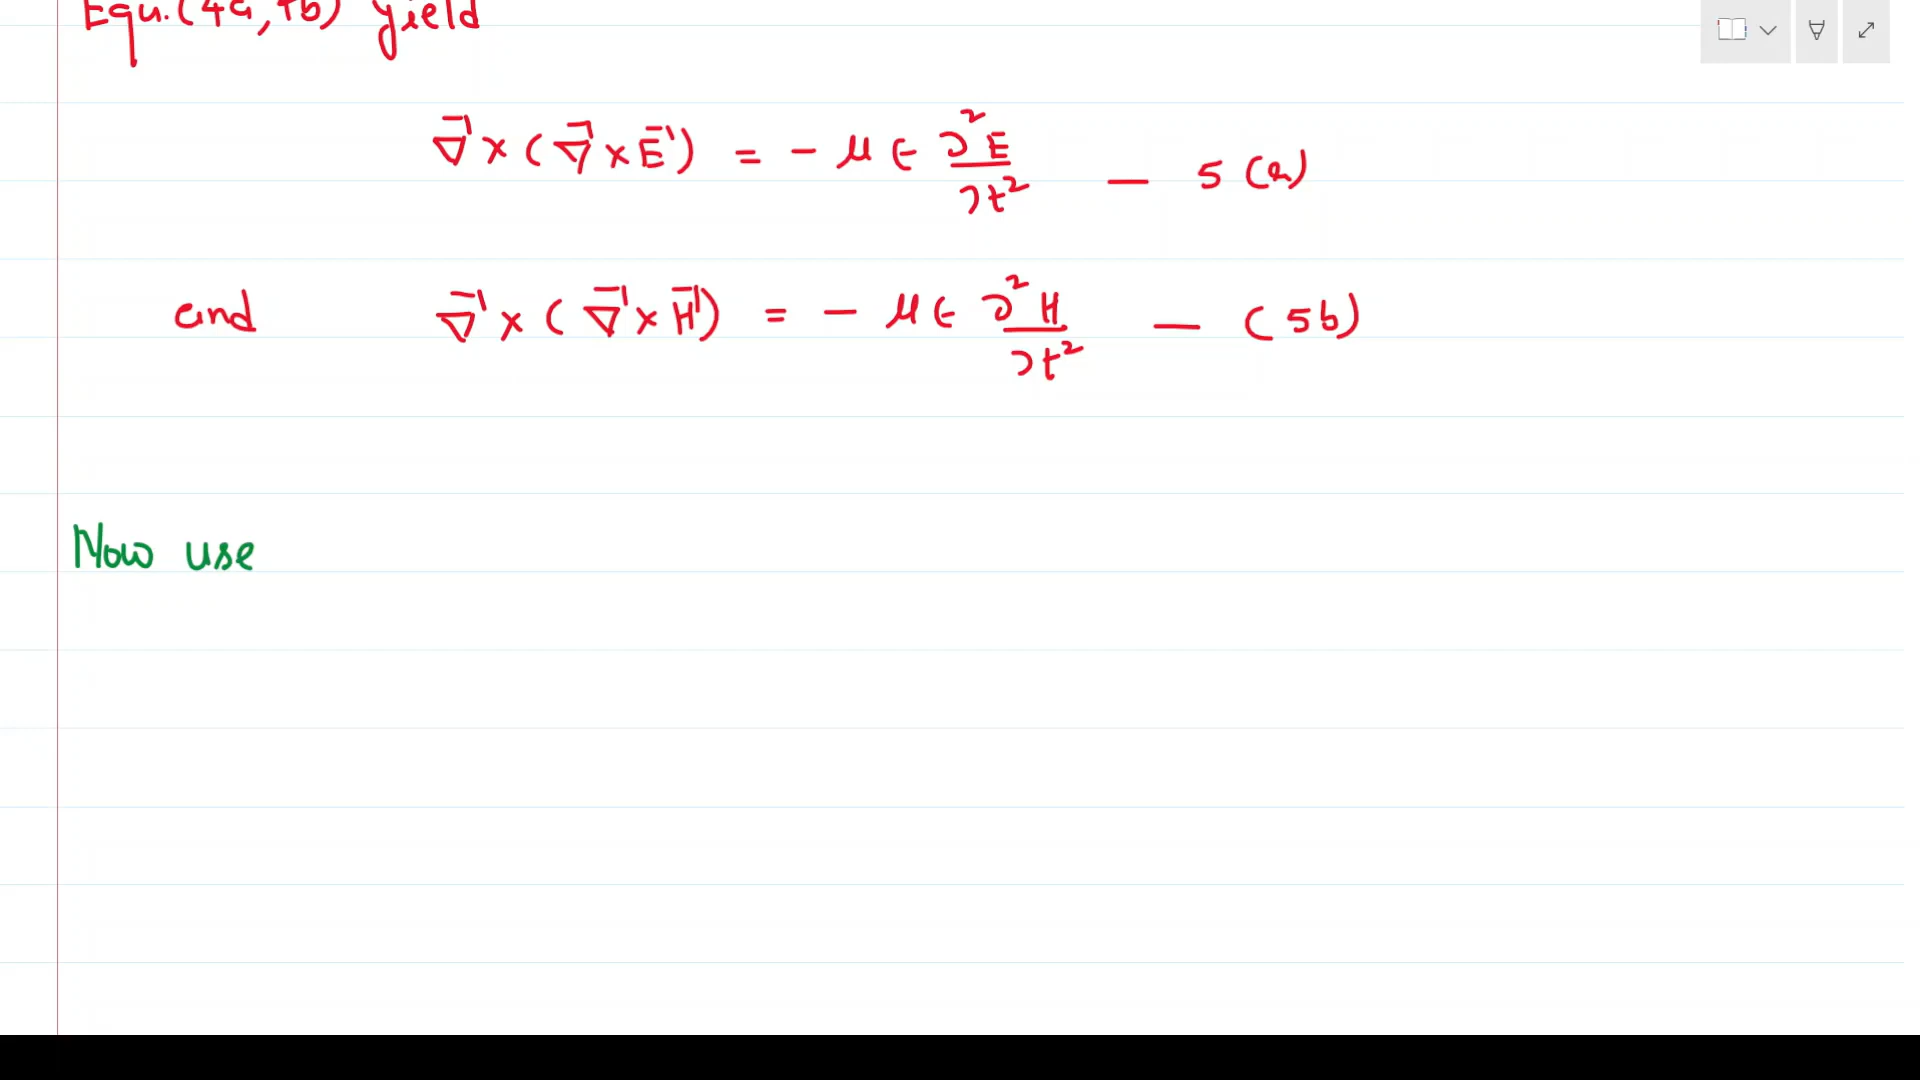 Equ.(4a, 4b) yield
∇⃗ × (∇⃗ × E⃗) = − μ ∈ ∂²E/∂t² — 5 (a)
and ∇⃗ × (∇⃗ × H⃗) = − μ ∈ ∂²H/∂t² — (5b)
Now use